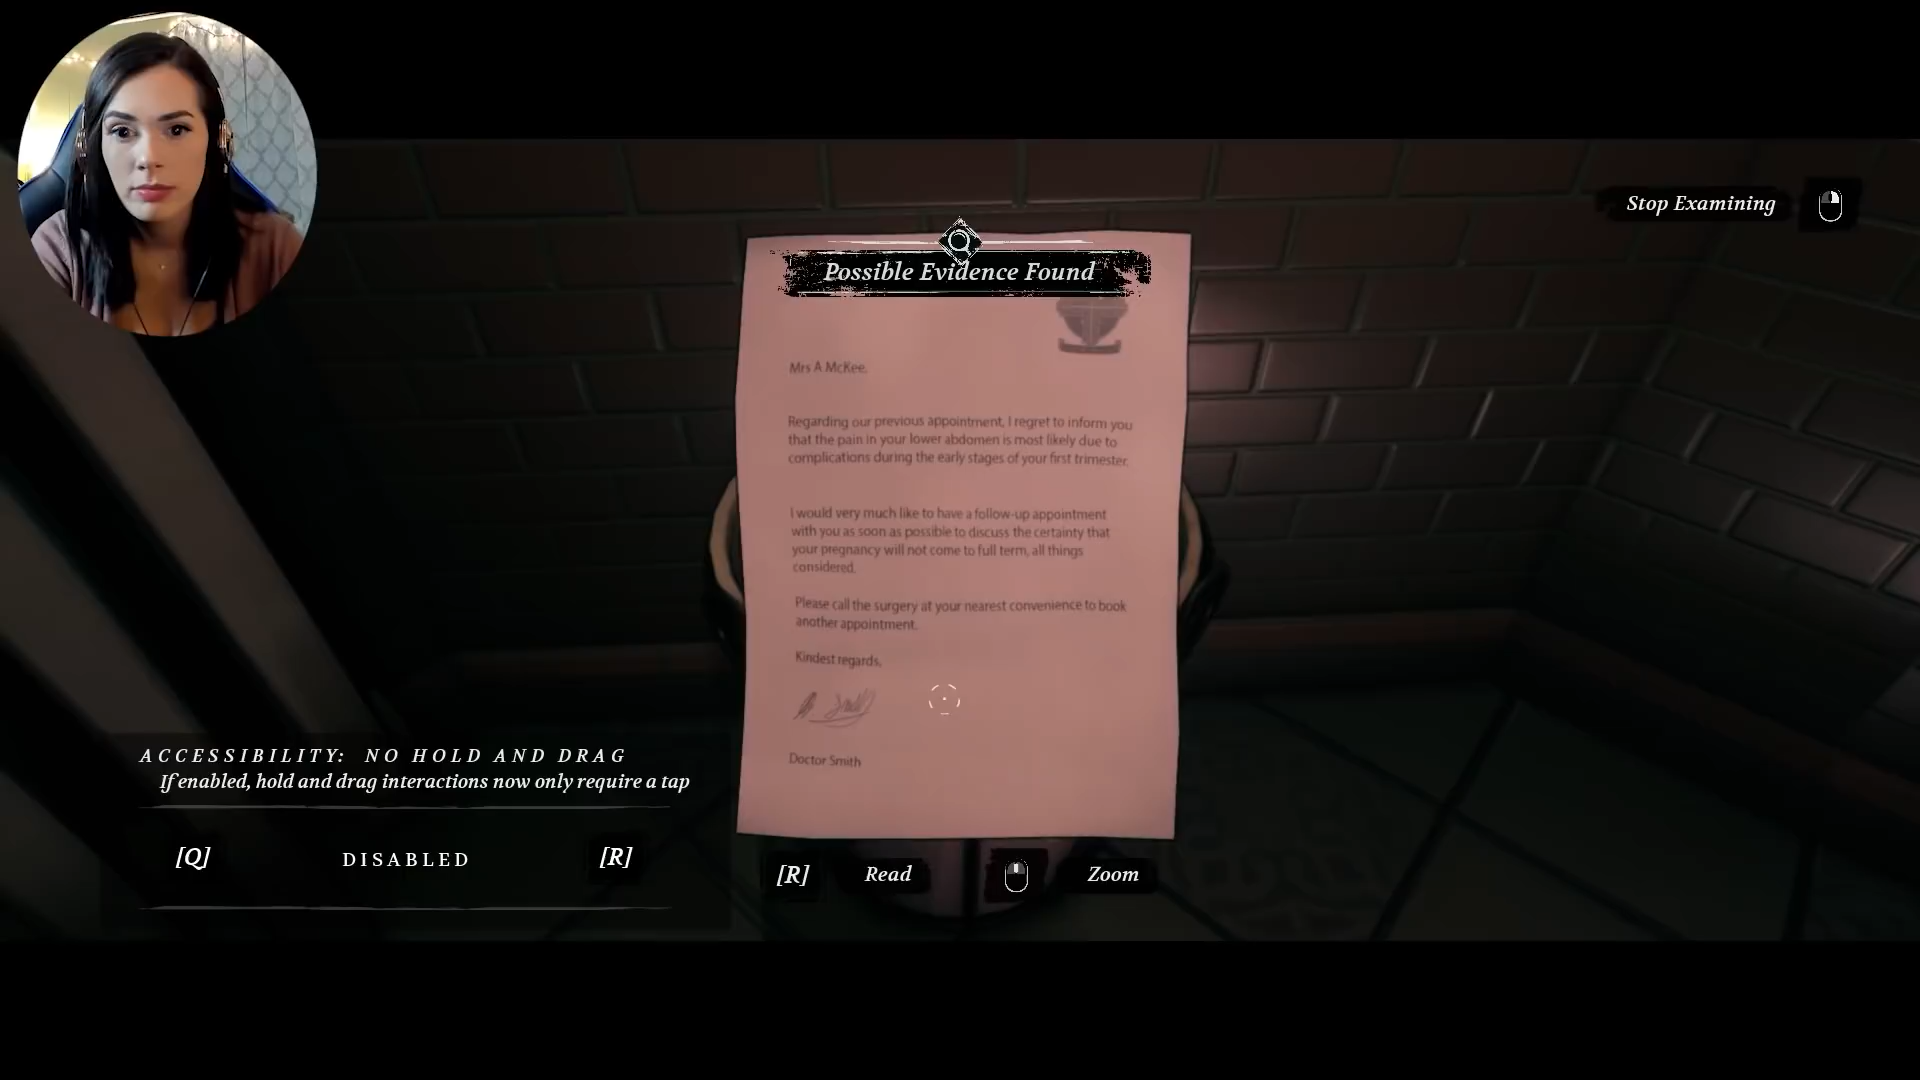 Stop Examining
Possible Evidence Found
Mrs A McKee,
Regarding our previous appointment, I regret to inform you
that the pain in your lower abdomen is most likely due to
complications during the early stages of your first trimester.
I would very much like to have a follow-up appointment
with you as soon as possible to discuss the certainty that
your pregnancy will not come to full term, all things
considered.
Please call the surgery at your nearest convenience to book
another appointment.
Kindest regards,
Doctor Smith
ACCESSIBILITY: NO HOLD AND DRAG
If enabled, hold and drag interactions now only require a tap
[Q] DISABLED [R]
[R] Read Zoom